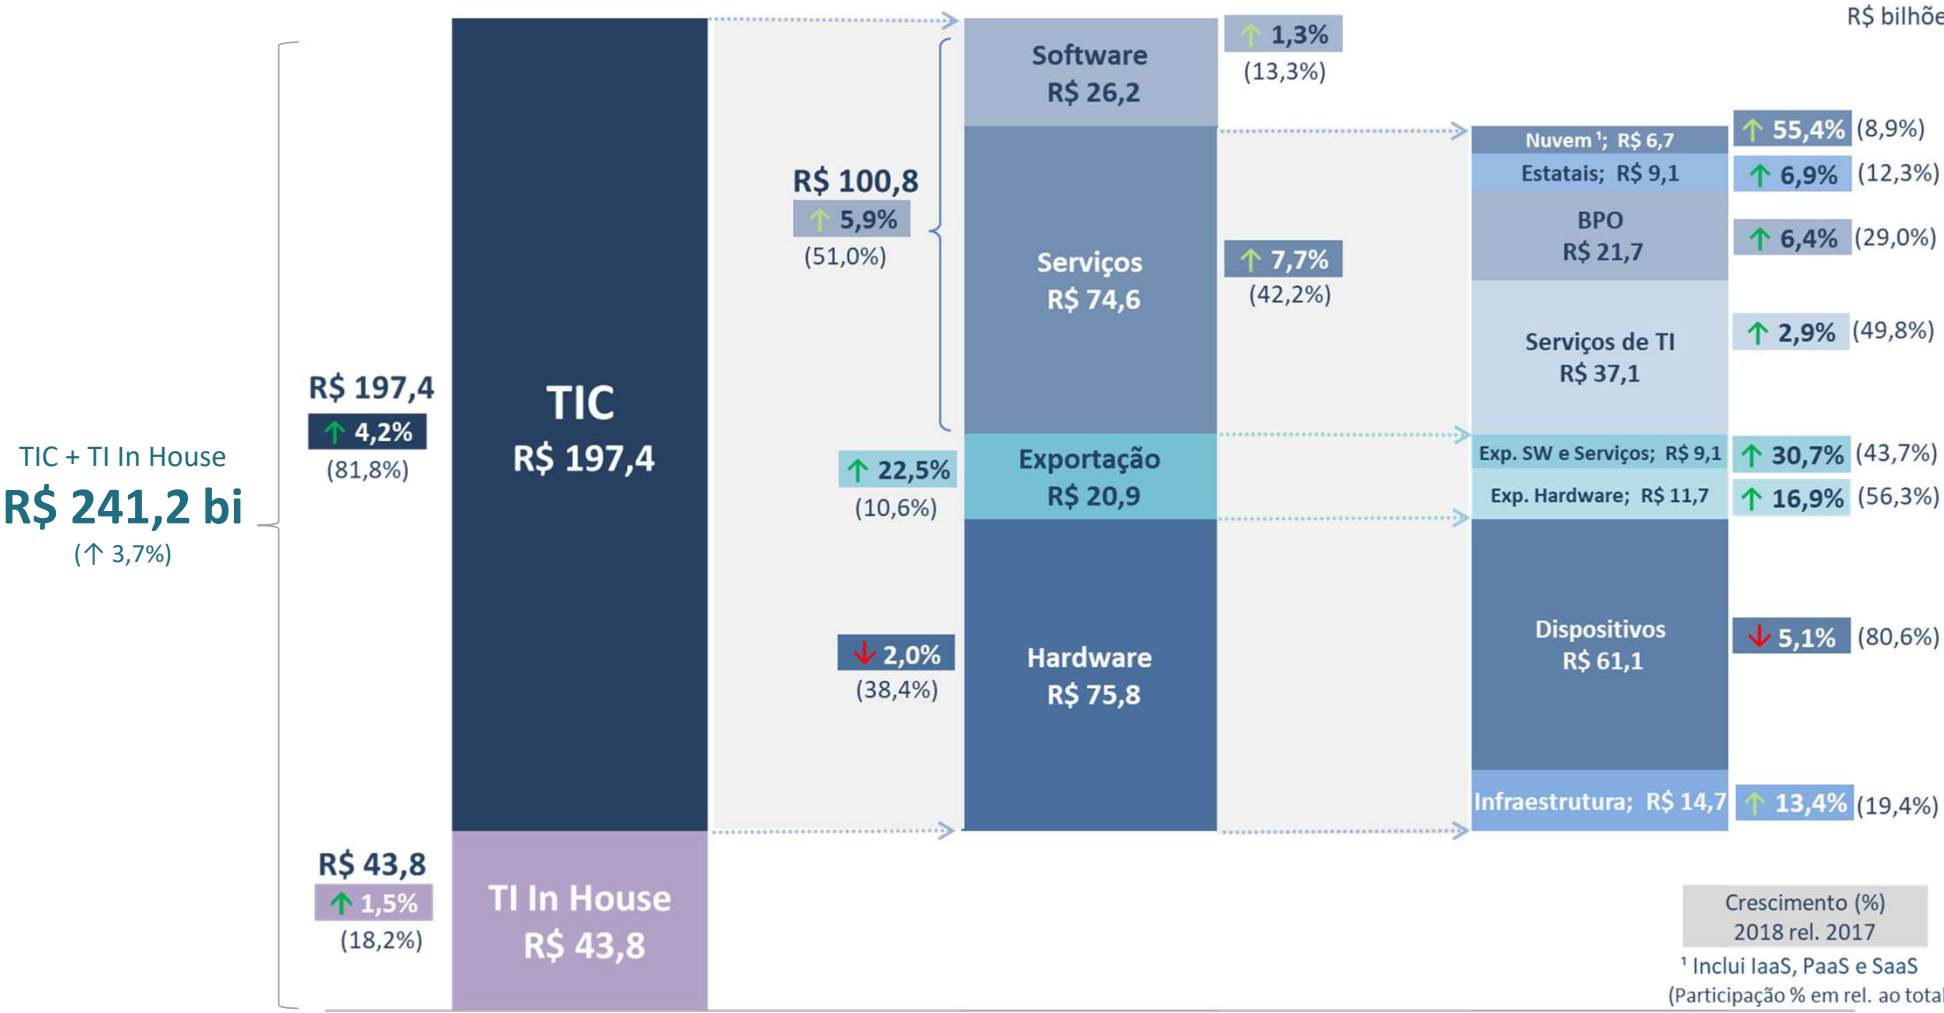 R$ bilhõe
TIC + TI In House
R$ 241,2 bi
(↑ 3,7%)
R$ 197,4
↑ 4,2%
(81,8%)
R$ 43,8
↑ 1,5%
(18,2%)
TIC
R$ 197,4
TI In House
R$ 43,8
R$ 100,8
↑ 5,9%
(51,0%)
↑ 22,5%
(10,6%)
↓ 2,0%
(38,4%)
Software
R$ 26,2
Serviços
R$ 74,6
Exportação
R$ 20,9
Hardware
R$ 75,8
↑ 1,3%
(13,3%)
↑ 7,7%
(42,2%)
Nuvem ¹; R$ 6,7
↑ 55,4% (8,9%)
Estatais; R$ 9,1
↑ 6,9% (12,3%)
BPO
R$ 21,7
↑ 6,4% (29,0%)
Serviços de TI
R$ 37,1
↑ 2,9% (49,8%)
Exp. SW e Serviços; R$ 9,1
↑ 30,7% (43,7%)
Exp. Hardware; R$ 11,7
↑ 16,9% (56,3%)
Dispositivos
R$ 61,1
↓ 5,1% (80,6%)
Infraestrutura; R$ 14,7
↑ 13,4% (19,4%)
Crescimento (%)
2018 rel. 2017
¹ Inclui IaaS, PaaS e SaaS
(Participação % em rel. ao total